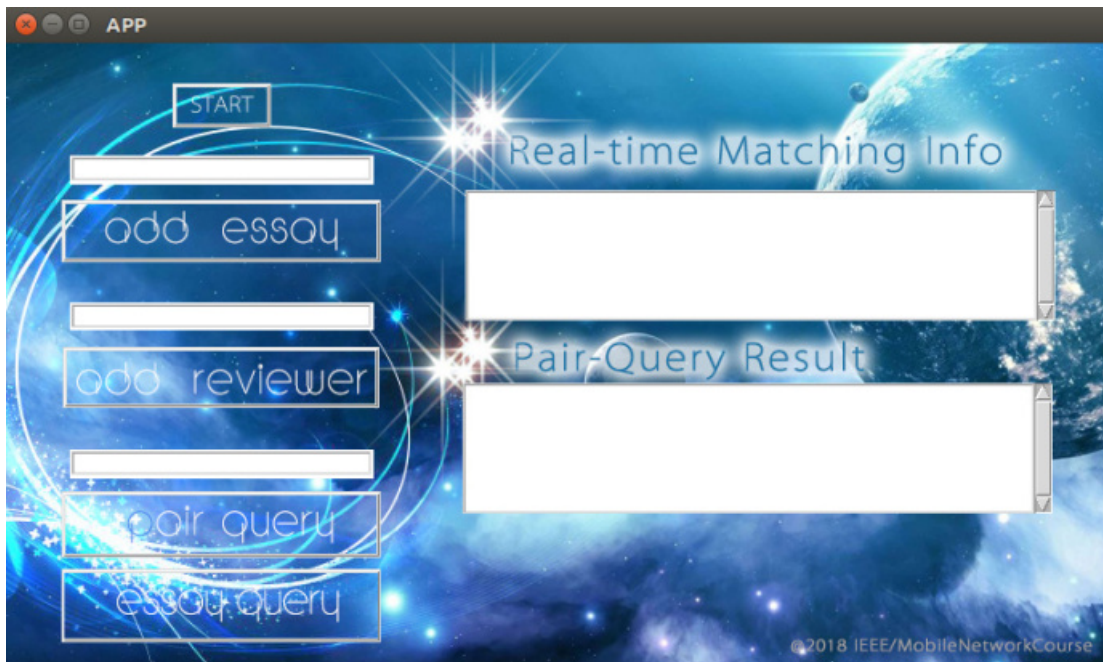 APP
START
add essay
add reviewer
pair query
essay query
Real-time Matching Info
Pair-Query Result
@2018 IEEE/MobileNetworkCourse